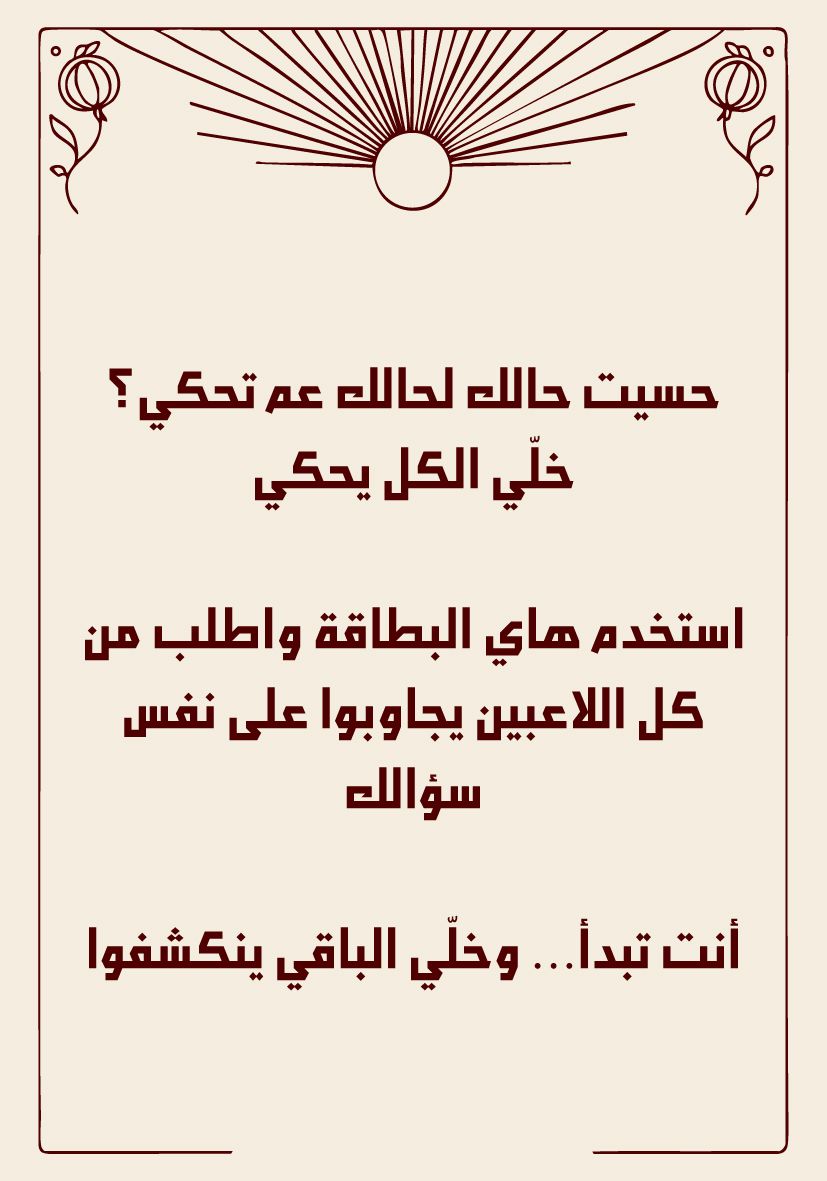 حسيت حالك لحالك عم تحكي؟
خلّي الكل يحكي
استخدم هاي البطاقة واطلب من
كل اللاعبين يجاوبوا على نفس
سؤالك
أنت تبدأ... وخلّي الباقي ينكشفوا